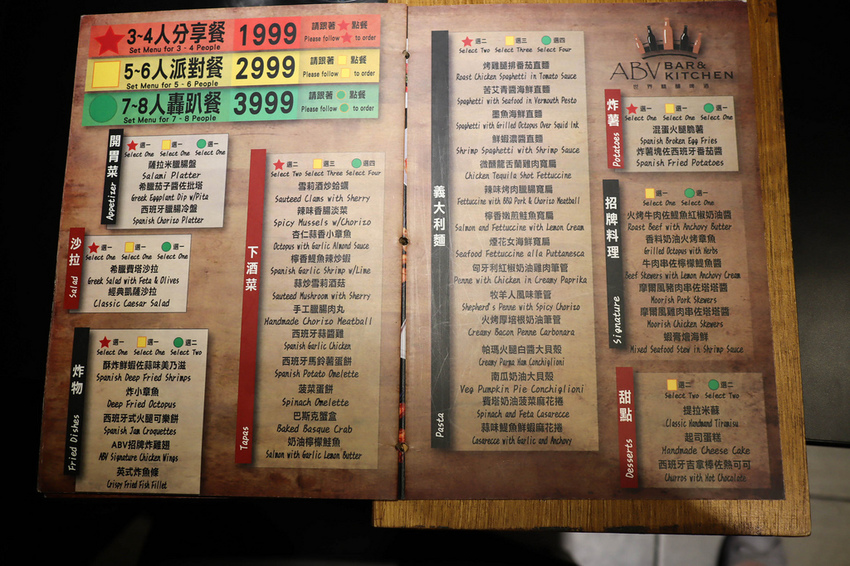 3~4人分享餐 1999
Set Menu for 3 - 4 People
請跟著 點餐
Please follow to order
5~6人派對餐 2999
Set Menu for 5 - 6 People
請跟著 點餐
Please follow to order
7~8人轟趴餐 3999
Set Menu for 7 - 8 People
請跟著 點餐
Please follow to order
開胃菜
Appetizer
選一 選一 選一
Select One Select One Select One
薩拉米臘腸盤
Salami Platter
希臘茄子醬佐批塔
Greek Eggplant Dip w/Pita
西班牙臘腸冷盤
Spanish Chorizo Platter
沙拉
Salad
選一 選一 選一
Select One Select One Select One
希臘費塔沙拉
Greek Salad with Feta & Olives
經典凱薩沙拉
Classic Caesar Salad
炸物
Fried Dishes
選一 選一 選二
Select One Select One Select Two
酥炸鮮蝦佐蒜味美乃滋
Spanish Deep Fried Shrimps
炸小章魚
Deep Fried Octopus
西班牙式火腿可樂餅
Spanish Jam Croquettes
ABV招牌炸雞翅
ABV Signature Chicken Wings
英式炸魚條
Crispy Fried Fish Fillet
下酒菜
Tapas
選二 選三 選四
Select Two Select Three Select Four
雪莉酒炒蛤蠣
Sauteed Clams with Sherry
辣味香腸淡菜
Spicy Mussels w/Chorizo
杏仁蒜香小章魚
Octopus with Garlic Almond Sauce
檸香鯷魚辣炒蝦
Spanish Garlic Shrimp w/Lime
蒜炒雪莉酒菇
Sauteed Mushroom with Sherry
手工臘腸肉丸
Handmade Chorizo Meatball
西班牙蒜醬雞
Spanish Garlic Chicken
西班牙馬鈴薯蛋餅
Spanish Potato Omelette
菠菜蛋餅
Spinach Omelette
巴斯克蟹盒
Baked Basque Crab
奶油檸檬鮭魚
Salmon with Garlic Lemon Butter
義大利麵
Pasta
選二 選三 選四
Select Two Select Three Select Four
烤雞腿排番茄直麵
Roast Chicken Spaghetti in Tomato Sauce
苦艾青醬海鮮直麵
Spaghetti with Seafood in Vermouth Pesto
墨魚海鮮直麵
Spaghetti with Grilled Octopus Over Squid Ink
鮮蝦濃醬直麵
Shrimp Spaghetti with Shrimp Sauce
微醺龍舌蘭雞肉寬扁
Chicken Tequila Shot Fettuccine
辣味烤肉臘腸寬扁
Fettuccine with BBQ Pork & Chorizo Meatball
檸香嫩煎鮭魚寬扁
Salmon and Fettuccine with Lemon Cream
煙花女海鮮寬扁
Seafood Fettuccine alla Puttanesca
匈牙利紅椒奶油雞肉筆管
Penne with Chicken in Creamy Paprika
牧羊人風味筆管
Shepherd's Penne with Spicy Chorizo
火烤厚培根奶油筆管
Creamy Bacon Penne Carbonara
帕瑪火腿白醬大貝殼
Creamy Parma Ham Conchiglioni
南瓜奶油大貝殼
Veg Pumpkin Pie Conchiglioni
費塔奶油菠菜麻花捲
Spinach and Feta Casarecce
蒜味鯷魚鮮蝦麻花捲
Casarecce with Garlic and Anchovy
ABV BAR& KITCHEN
炸薯
Potatoes
選一 選一 選一
Select One Select One Select One
混蛋火腿脆薯
Spanish Broken Egg Fries
炸薯塊佐西班牙番茄醬
Spanish Fried Potatoes
招牌料理
Signature
選一 選一
Select One Select One
火烤牛肉佐鯷魚紅椒奶油醬
Roast Beef with Anchovy Butter
香料奶油火烤章魚
Grilled Octopus with Herbs
牛肉串佐檸檬鯷魚醬
Beef Skewers with Lemon Anchovy Cream
摩爾風豬肉串佐塔塔醬
Moorish Pork Skewers
摩爾風雞肉串佐塔塔醬
Moorish Chicken Skewers
蝦膏燴海鮮
Mixed Seafood Stew in Shrimp Sauce
甜點
Desserts
選二 選二
Select Two Select Two
提拉米蘇
Classic Handmand Tiramisu
起司蛋糕
Handmade Cheese Cake
西班牙吉拿棒佐熱可可
Churros with Hot Chocolate